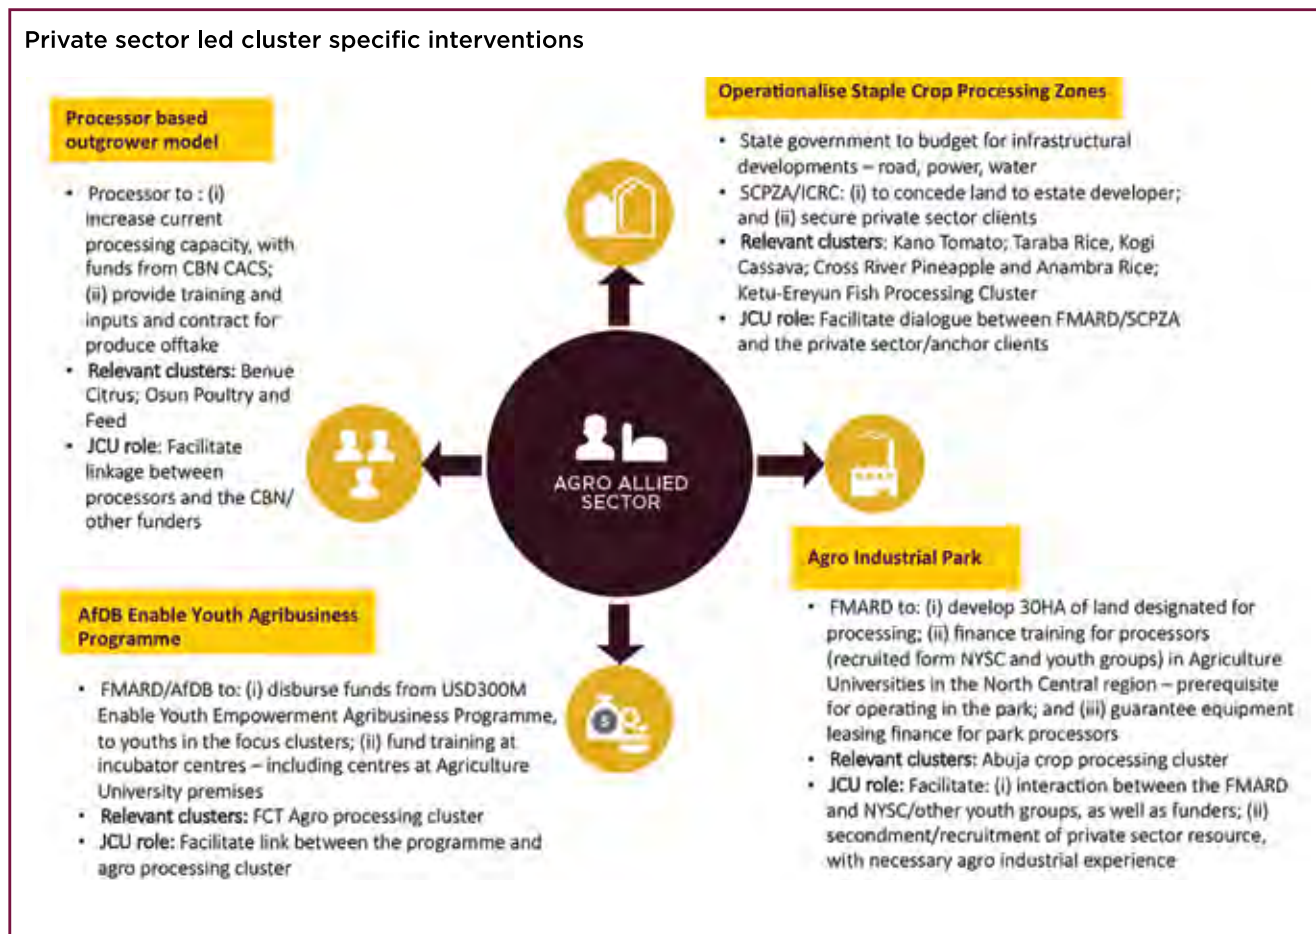 Private sector led cluster specific interventions
Processor based
outgrower model
• Processor to : (i)
increase current
processing capacity, with
funds from CBN CACS;
(ii) provide training and
inputs and contract for
produce offtake
• Relevant clusters: Benue
Citrus; Osun Poultry and
Feed
• JCU role: Facilitate
linkage between
processors and the CBN/
other funders
Operationalise Staple Crop Processing Zones
• State government to budget for infrastructural
developments – road, power, water
• SCPZA/ICRC: (i) to concede land to estate developer;
and (ii) secure private sector clients
• Relevant clusters: Kano Tomato; Taraba Rice, Kogi
Cassava; Cross River Pineapple and Anambra Rice;
Ketu-Ereyun Fish Processing Cluster
• JCU role: Facilitate dialogue between FMARD/SCPZA
and the private sector/anchor clients
AGRO ALLIED
SECTOR
AfDB Enable Youth Agribusiness
Programme
• FMARD/AfDB to: (i) disburse funds from USD300M
Enable Youth Empowerment Agribusiness Programme,
to youths in the focus clusters; (ii) fund training at
incubator centres – including centres at Agriculture
University premises
• Relevant clusters: FCT Agro processing cluster
• JCU role: Facilitate link between the programme and
agro processing cluster
$
Agro Industrial Park
• FMARD to: (i) develop 30HA of land designated for
processing; (ii) finance training for processors
(recruited form NYSC and youth groups) in Agriculture
Universities in the North Central region – prerequisite
for operating in the park; and (iii) guarantee equipment
leasing finance for park processors
• Relevant clusters: Abuja crop processing cluster
• JCU role: Facilitate: (i) interaction between the FMARD
and NYSC/other youth groups, as well as funders; (ii)
secondment/recruitment of private sector resource,
with necessary agro industrial experience